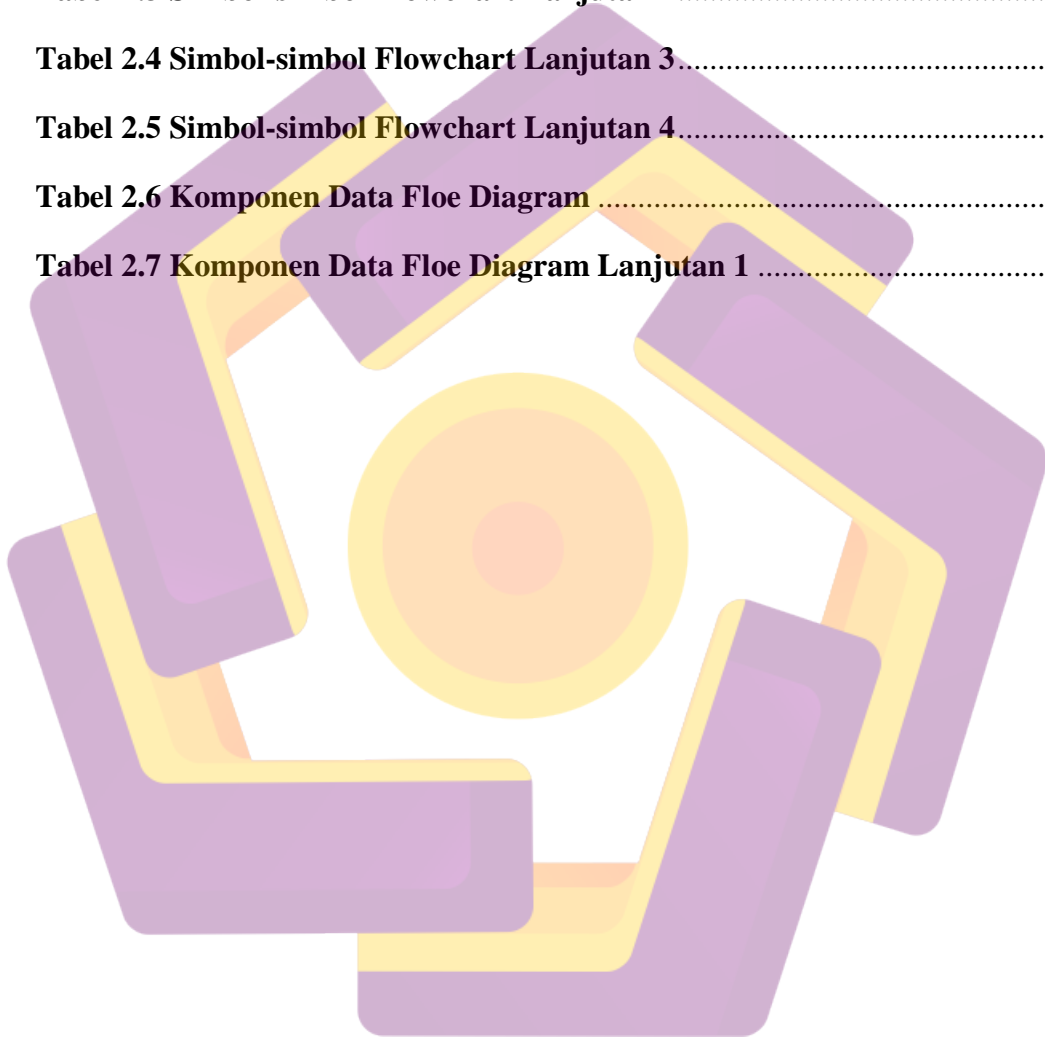 Tabel 2.4 Simbol-simbol Flowchart Lanjutan 3..............................................
Tabel 2.5 Simbol-simbol Flowchart Lanjutan 4..............................................
Tabel 2.6 Komponen Data Floe Diagram ........................................................
Tabel 2.7 Komponen Data Floe Diagram Lanjutan 1 ....................................